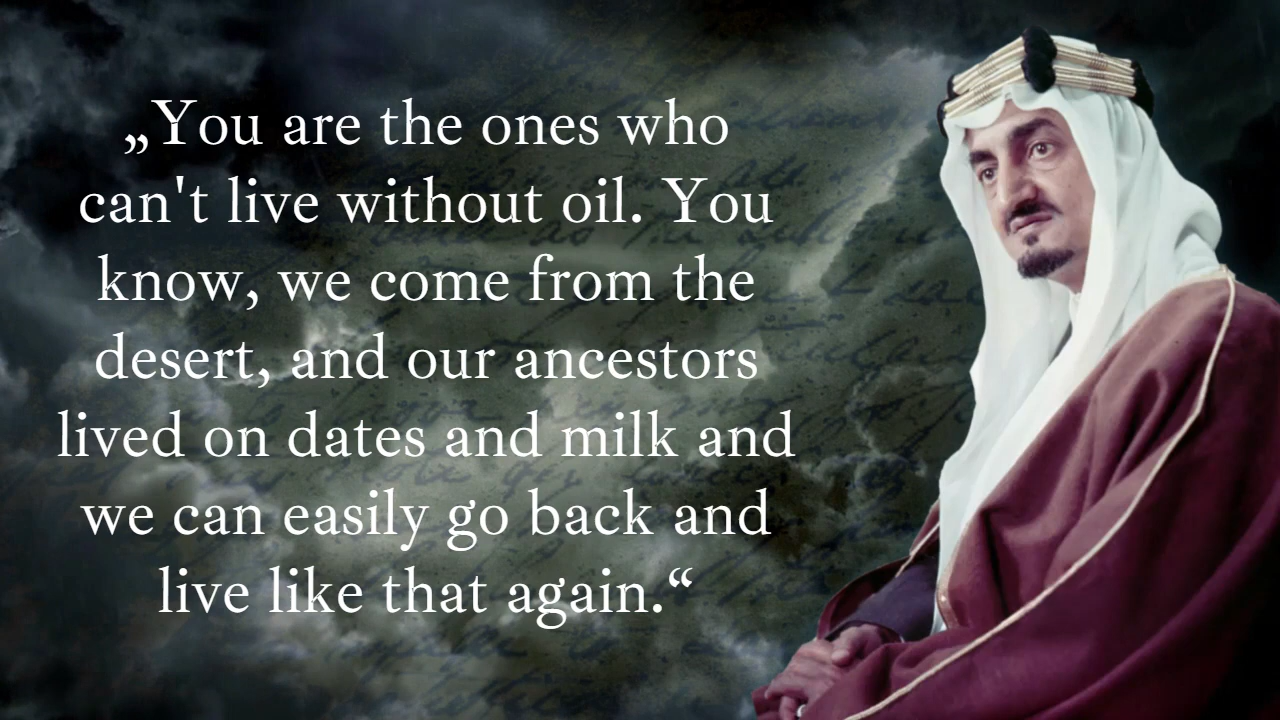 „You are the ones who
can't live without oil. You
know, we come from the
desert, and our ancestors
lived on dates and milk and
we can easily go back and
live like that again.“